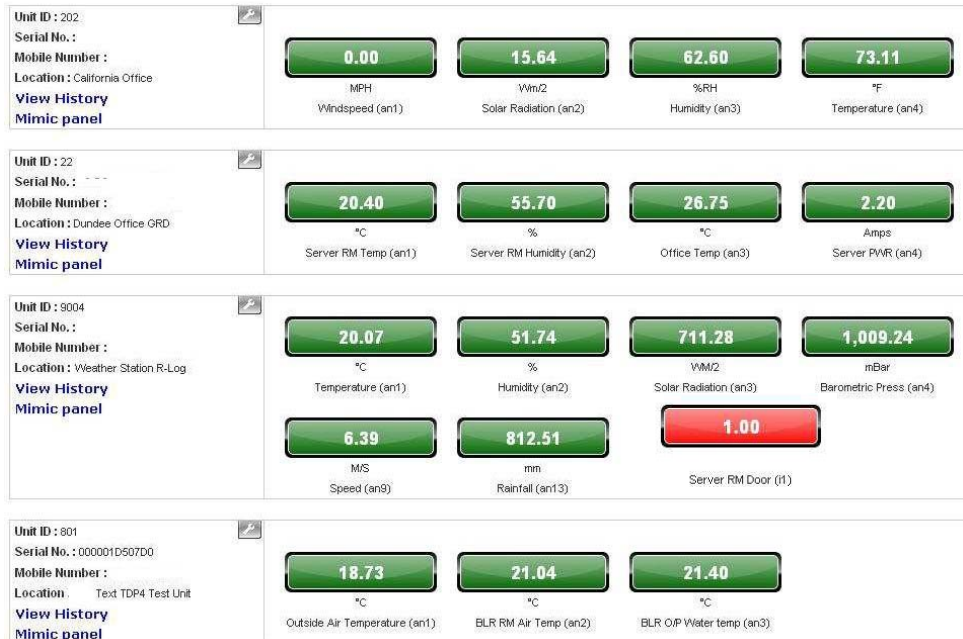 Unit ID : 202
Serial No. :
Mobile Number :
Location : California Office
View History
Mimic panel
0.00 15.64 62.60 73.11
MPH Wm/2 %RH °F
Windspeed (an1) Solar Radiation (an2) Humidity (an3) Temperature (an4)
Unit ID : 22
Serial No. : - - -
Mobile Number :
Location : Dundee Office GRD
View History
Mimic panel
20.40 55.70 26.75 2.20
°C % °C Amps
Server RM Temp (an1) Server RM Humidity (an2) Office Temp (an3) Server PWR (an4)
Unit ID : 9004
Serial No. :
Mobile Number :
Location : Weather Station R-Log
View History
Mimic panel
20.07 51.74 711.28 1,009.24
°C % WM/2 mBar
Temperature (an1) Humidity (an2) Solar Radiation (an3) Barometric Press (an4)
6.39 812.51 1.00
M/S mm
Speed (an9) Rainfall (an13) Server RM Door (i1)
Unit ID : 801
Serial No. : 000001D507D0
Mobile Number :
Location . Text TDP4 Test Unit
View History
Mimic panel
18.73 21.04 21.40
°C °C °C
Outside Air Temperature (an1) BLR RM Air Temp (an2) BLR O/P Water temp (an3)